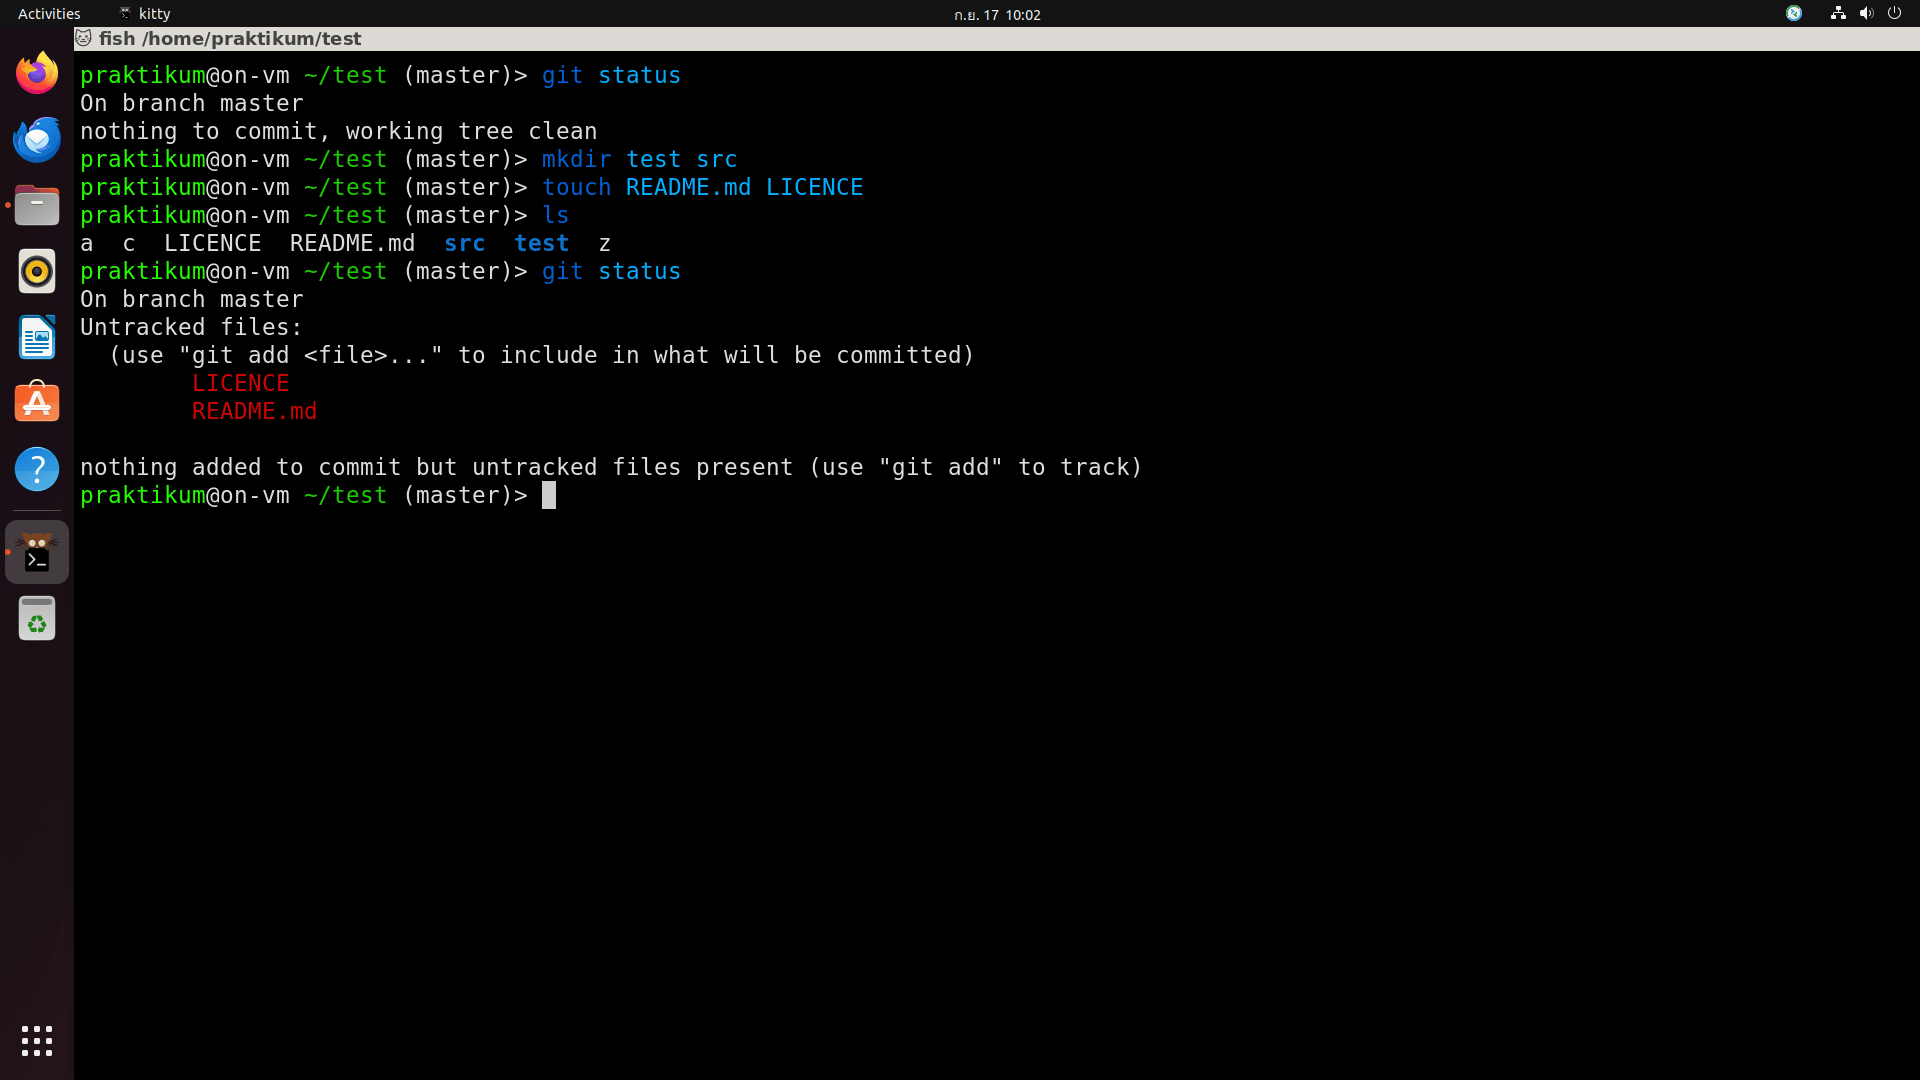 Activities kitty ก.ย. 17 10:02
fish /home/praktikum/test
praktikum@on-vm ~/test (master)> git status
On branch master
nothing to commit, working tree clean
praktikum@on-vm ~/test (master)> mkdir test src
praktikum@on-vm ~/test (master)> touch README.md LICENCE
praktikum@on-vm ~/test (master)> ls
a  c  LICENCE  README.md  src  test  z
praktikum@on-vm ~/test (master)> git status
On branch master
Untracked files:
  (use "git add <file>..." to include in what will be committed)
        LICENCE
        README.md
nothing added to commit but untracked files present (use "git add" to track)
praktikum@on-vm ~/test (master)>